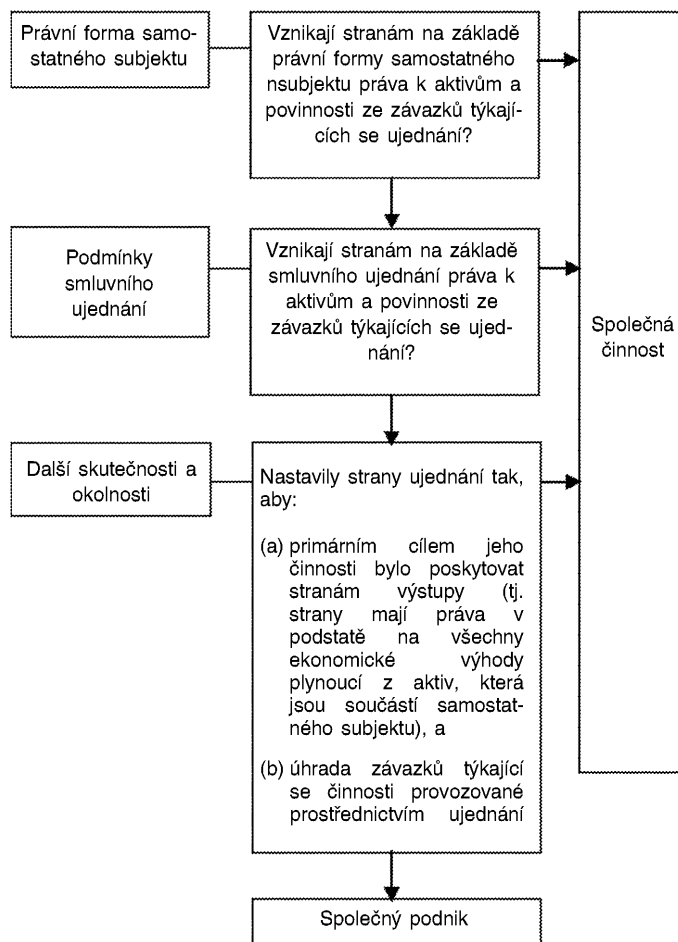 Právní forma samo-
statného subjektu
Vznikají stranám na základě
právní formy samostatného
nsubjektu práva k aktivům a
povinnosti ze závazků týkají-
cích se ujednání?
Podmínky
smluvního
ujednání
Vznikají stranám na základě
smluvního ujednání práva k
aktivům a povinnosti ze
závazků týkajících se ujed-
nání?
Společná
činnost
Další skutečnosti a
okolnosti
Nastavily strany ujednání tak,
aby:
(a) primárním cílem jeho
činnosti bylo poskytovat
stranám výstupy (tj.
strany mají práva v
podstatě na všechny
ekonomické výhody
plynoucí z aktiv, která
jsou součástí samostat-
ného subjektu), a
(b) úhrada závazků týkající
se činnosti provozované
prostřednictvím ujednání
Společný podnik